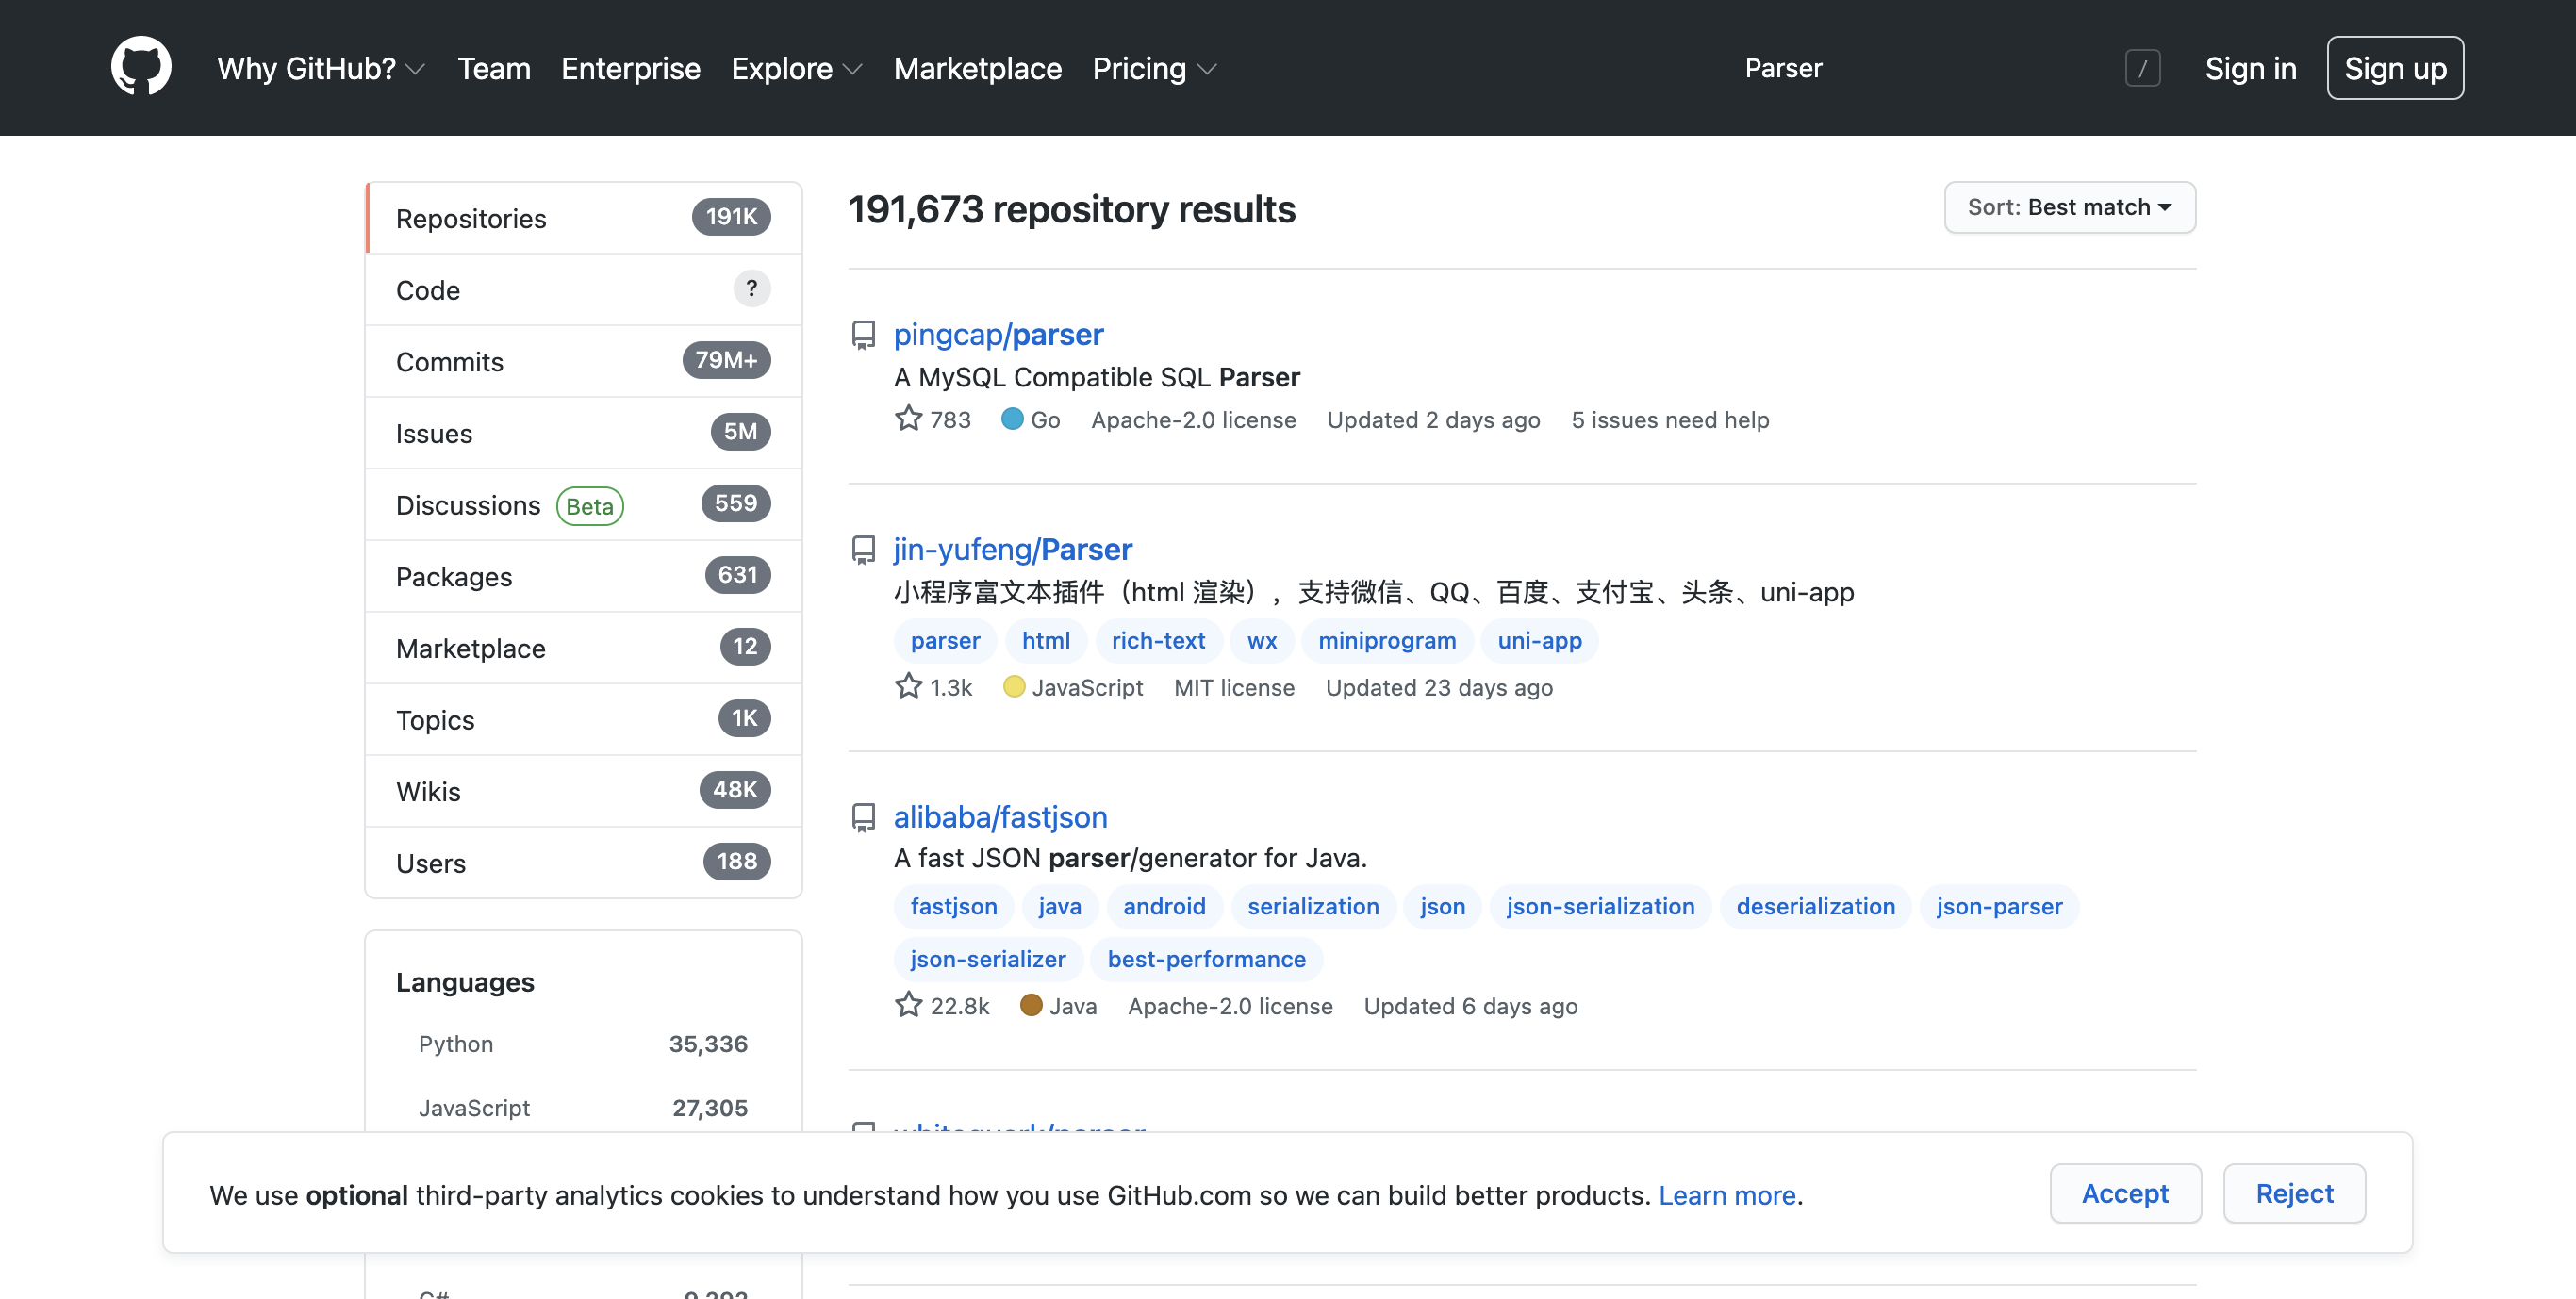 Why GitHub? Team Enterprise Explore Marketplace Pricing Parser / Sign in Sign up
Repositories 191K
Code ?
Commits 79M+
Issues 5M
Discussions Beta 559
Packages 631
Marketplace 12
Topics 1K
Wikis 48K
Users 188
Languages
Python 35,336
JavaScript 27,305
191,673 repository results
Sort: Best match
pingcap/parser
A MySQL Compatible SQL Parser
783 Go Apache-2.0 license Updated 2 days ago 5 issues need help
jin-yufeng/Parser
小程序富文本插件（html 渲染），支持微信、QQ、百度、支付宝、头条、uni-app
parser html rich-text wx miniprogram uni-app
1.3k JavaScript MIT license Updated 23 days ago
alibaba/fastjson
A fast JSON parser/generator for Java.
fastjson java android serialization json json-serialization deserialization json-parser
json-serializer best-performance
22.8k Java Apache-2.0 license Updated 6 days ago
We use optional third-party analytics cookies to understand how you use GitHub.com so we can build better products. Learn more.
Accept Reject